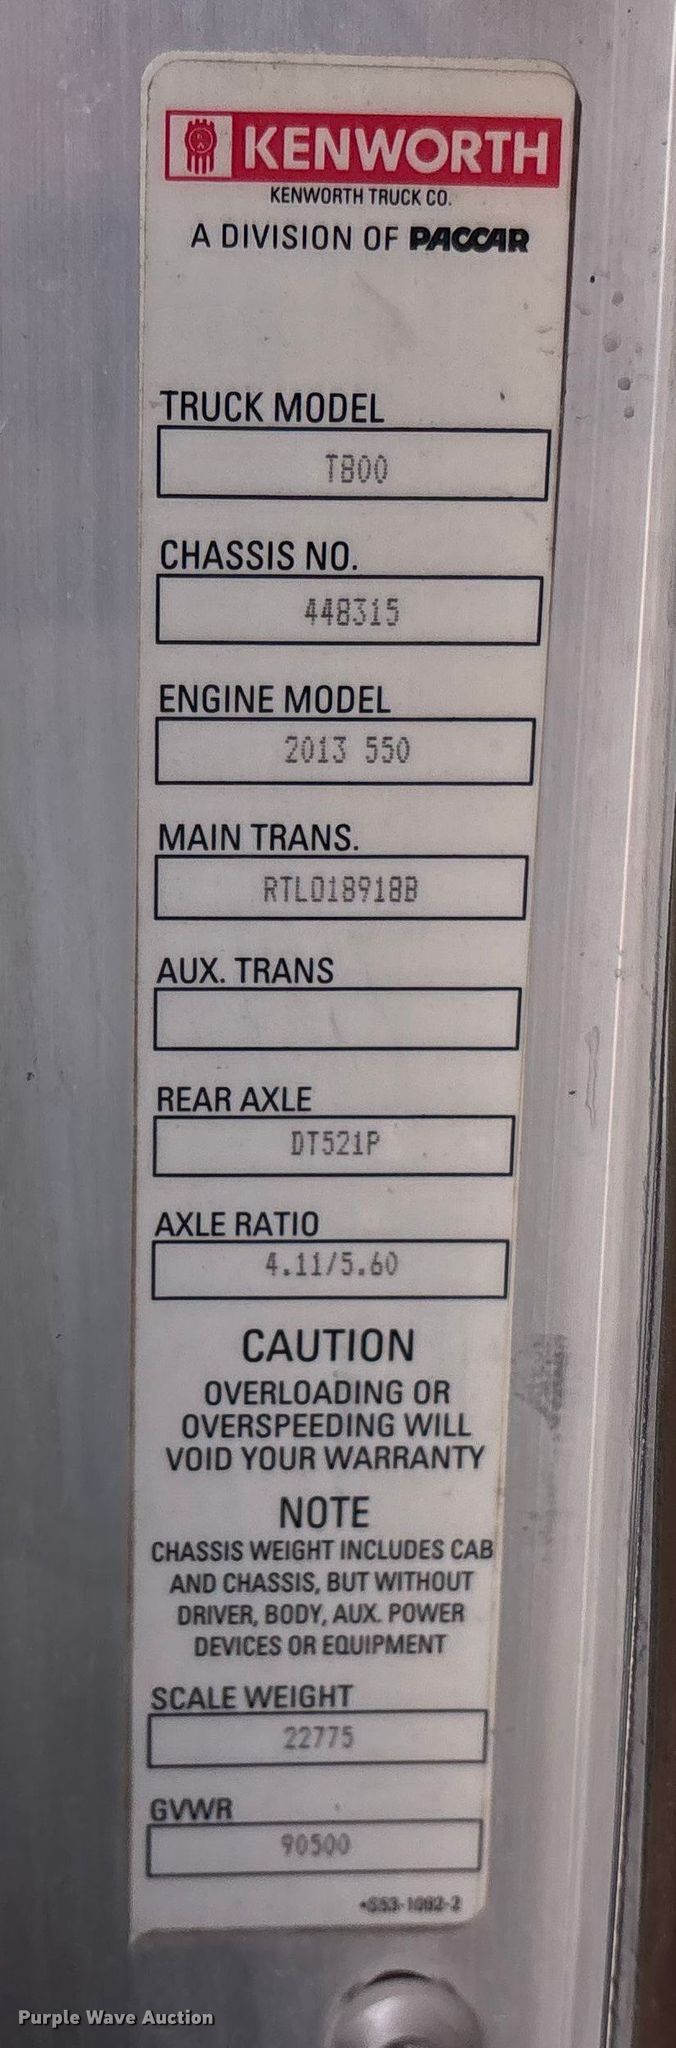 KENWORTH
KENWORTH TRUCK CO.
A DIVISION OF PACCAR
TRUCK MODEL
T800
CHASSIS NO.
448315
ENGINE MODEL
2013 550
MAIN TRANS.
RTLO18918B
AUX. TRANS
REAR AXLE
DT521P
AXLE RATIO
4.11/5.60
CAUTION
OVERLOADING OR
OVERSPEEDING WILL
VOID YOUR WARRANTY
NOTE
CHASSIS WEIGHT INCLUDES CAB
AND CHASSIS, BUT WITHOUT
DRIVER, BODY, AUX. POWER
DEVICES OR EQUIPMENT
SCALE WEIGHT
22775
GVWR
90500
Purple Wave Auction